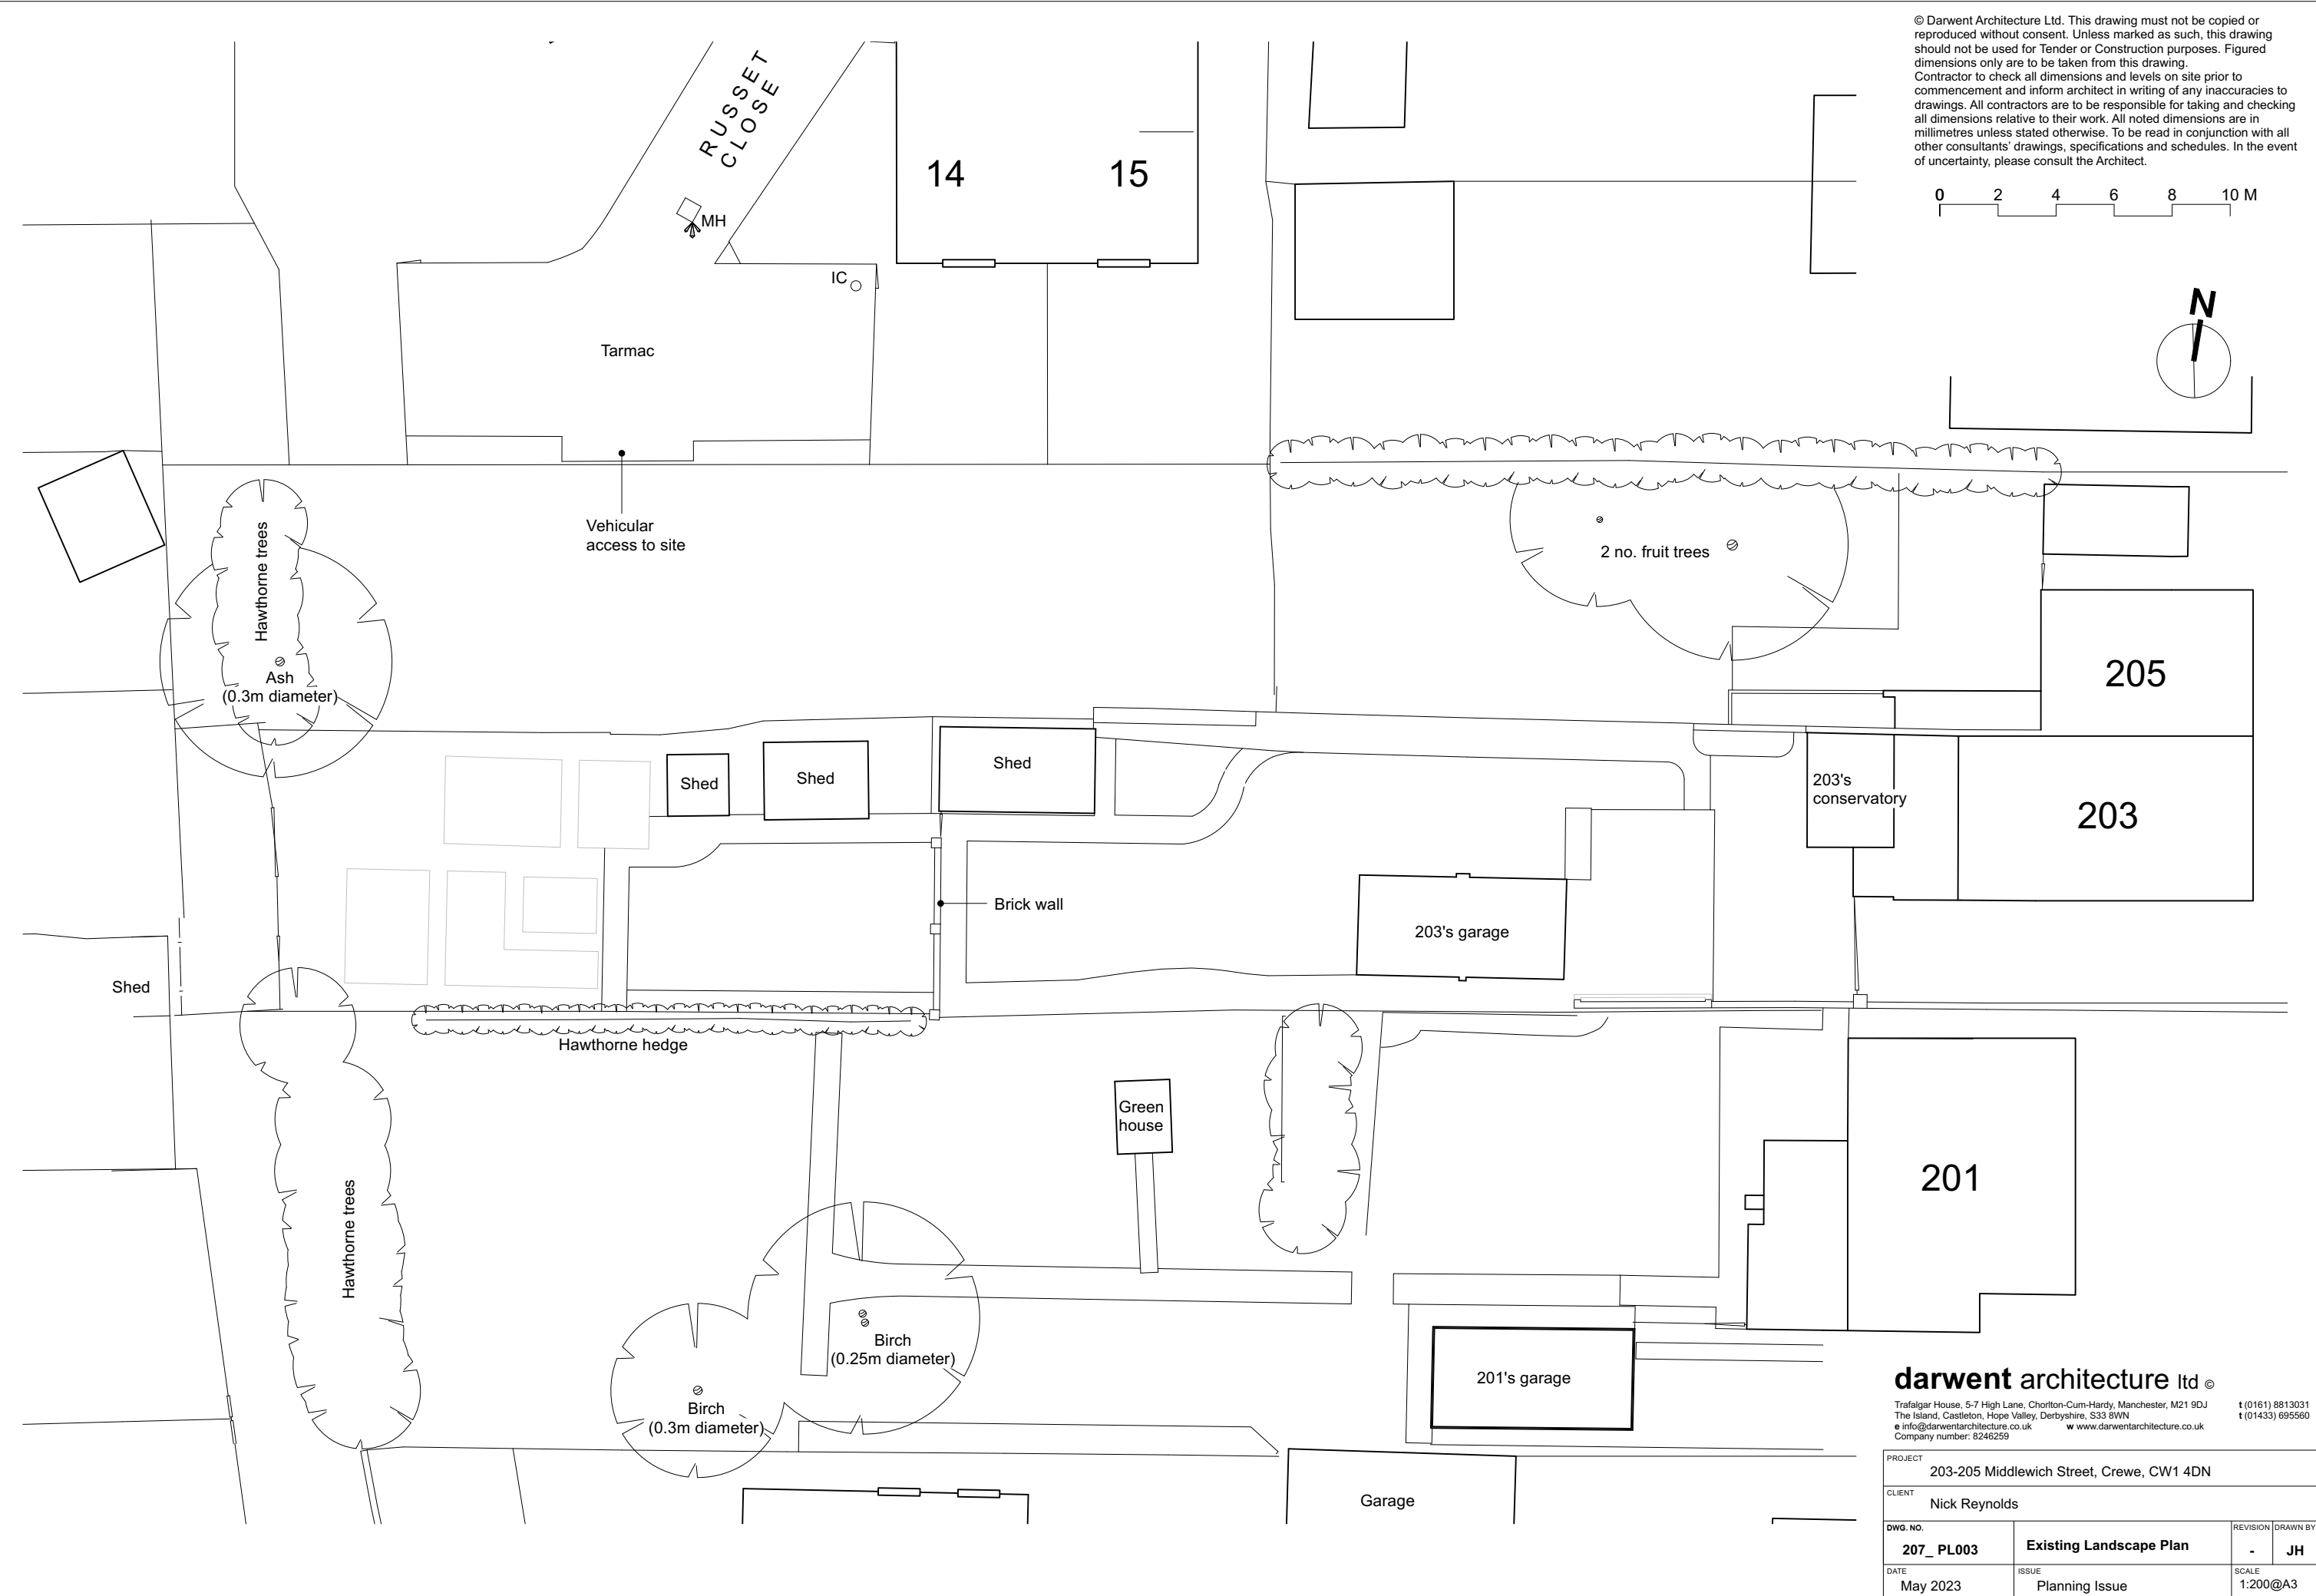 © Darwent Architecture Ltd. This drawing must not be copied or
reproduced without consent. Unless marked as such, this drawing
should not be used for Tender or Construction purposes. Figured
dimensions only are to be taken from this drawing.
Contractor to check all dimensions and levels on site prior to
commencement and inform architect in writing of any inaccuracies to
drawings. All contractors are to be responsible for taking and checking
all dimensions relative to their work. All noted dimensions are in
millimetres unless stated otherwise. To be read in conjunction with all
other consultants' drawings, specifications and schedules. In the event
of uncertainty, please consult the Architect.
0 2 4 6 8 10 M
N
RUSSET
CLOSE
MH
14
15
IC
Tarmac
Vehicular
access to site
Hawthorne trees
2 no. fruit trees
Ash
(0.3m diameter)
205
Shed
Shed
Shed
203's
conservatory
203
Brick wall
203's garage
Shed
Hawthorne hedge
Green
house
201
Hawthorne trees
Birch
(0.25m diameter)
Birch
(0.3m diameter)
201's garage
Garage
darwent architecture ltd ©
Trafalgar House, 5-7 High Lane, Chorlton-Cum-Hardy, Manchester, M21 9DJ t (0161) 8813031
The Island, Castleton, Hope Valley, Derbyshire, S33 8WN t (01433) 695560
e info@darwentarchitecture.co.uk w www.darwentarchitecture.co.uk
Company number: 8246259
PROJECT
203-205 Middlewich Street, Crewe, CW1 4DN
CLIENT
Nick Reynolds
DWG. NO.
207_ PL003
Existing Landscape Plan
REVISION
-
DRAWN BY
JH
DATE
May 2023
ISSUE
Planning Issue
SCALE
1:200@A3